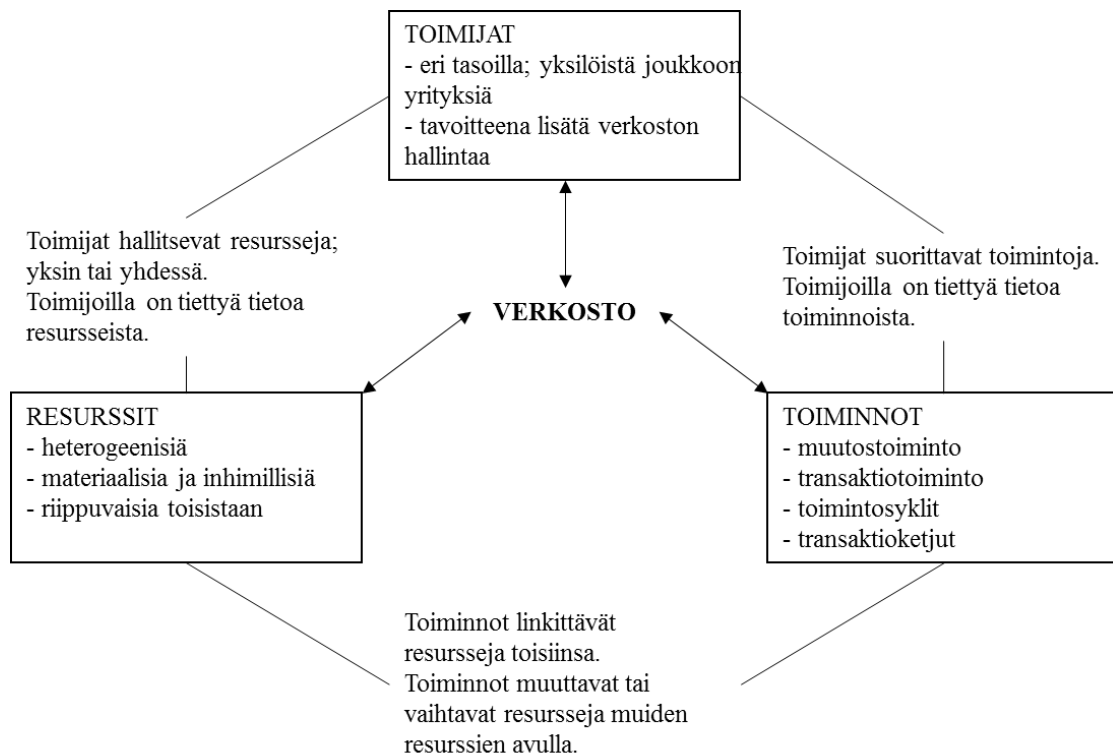 TOIMIJAT
- eri tasoilla; yksilöistä joukkoon
yrityksiä
- tavoitteena lisätä verkoston
hallintaa
Toimijat hallitsevat resursseja;
yksin tai yhdessä.
Toimijoilla on tiettyä tietoa
resursseista.
Toimijat suorittavat toimintoja.
Toimijoilla on tiettyä tietoa
toiminnoista.
VERKOSTO
RESURSSIT
- heterogeenisiä
- materiaalisia ja inhimillisiä
- riippuvaisia toisistaan
TOIMINNOT
- muutostoiminto
- transaktiotoiminto
- toimintosyklit
- transaktioketjut
Toiminnot linkittävät
resursseja toisiinsa.
Toiminnot muuttavat tai
vaihtavat resursseja muiden
resurssien avulla.